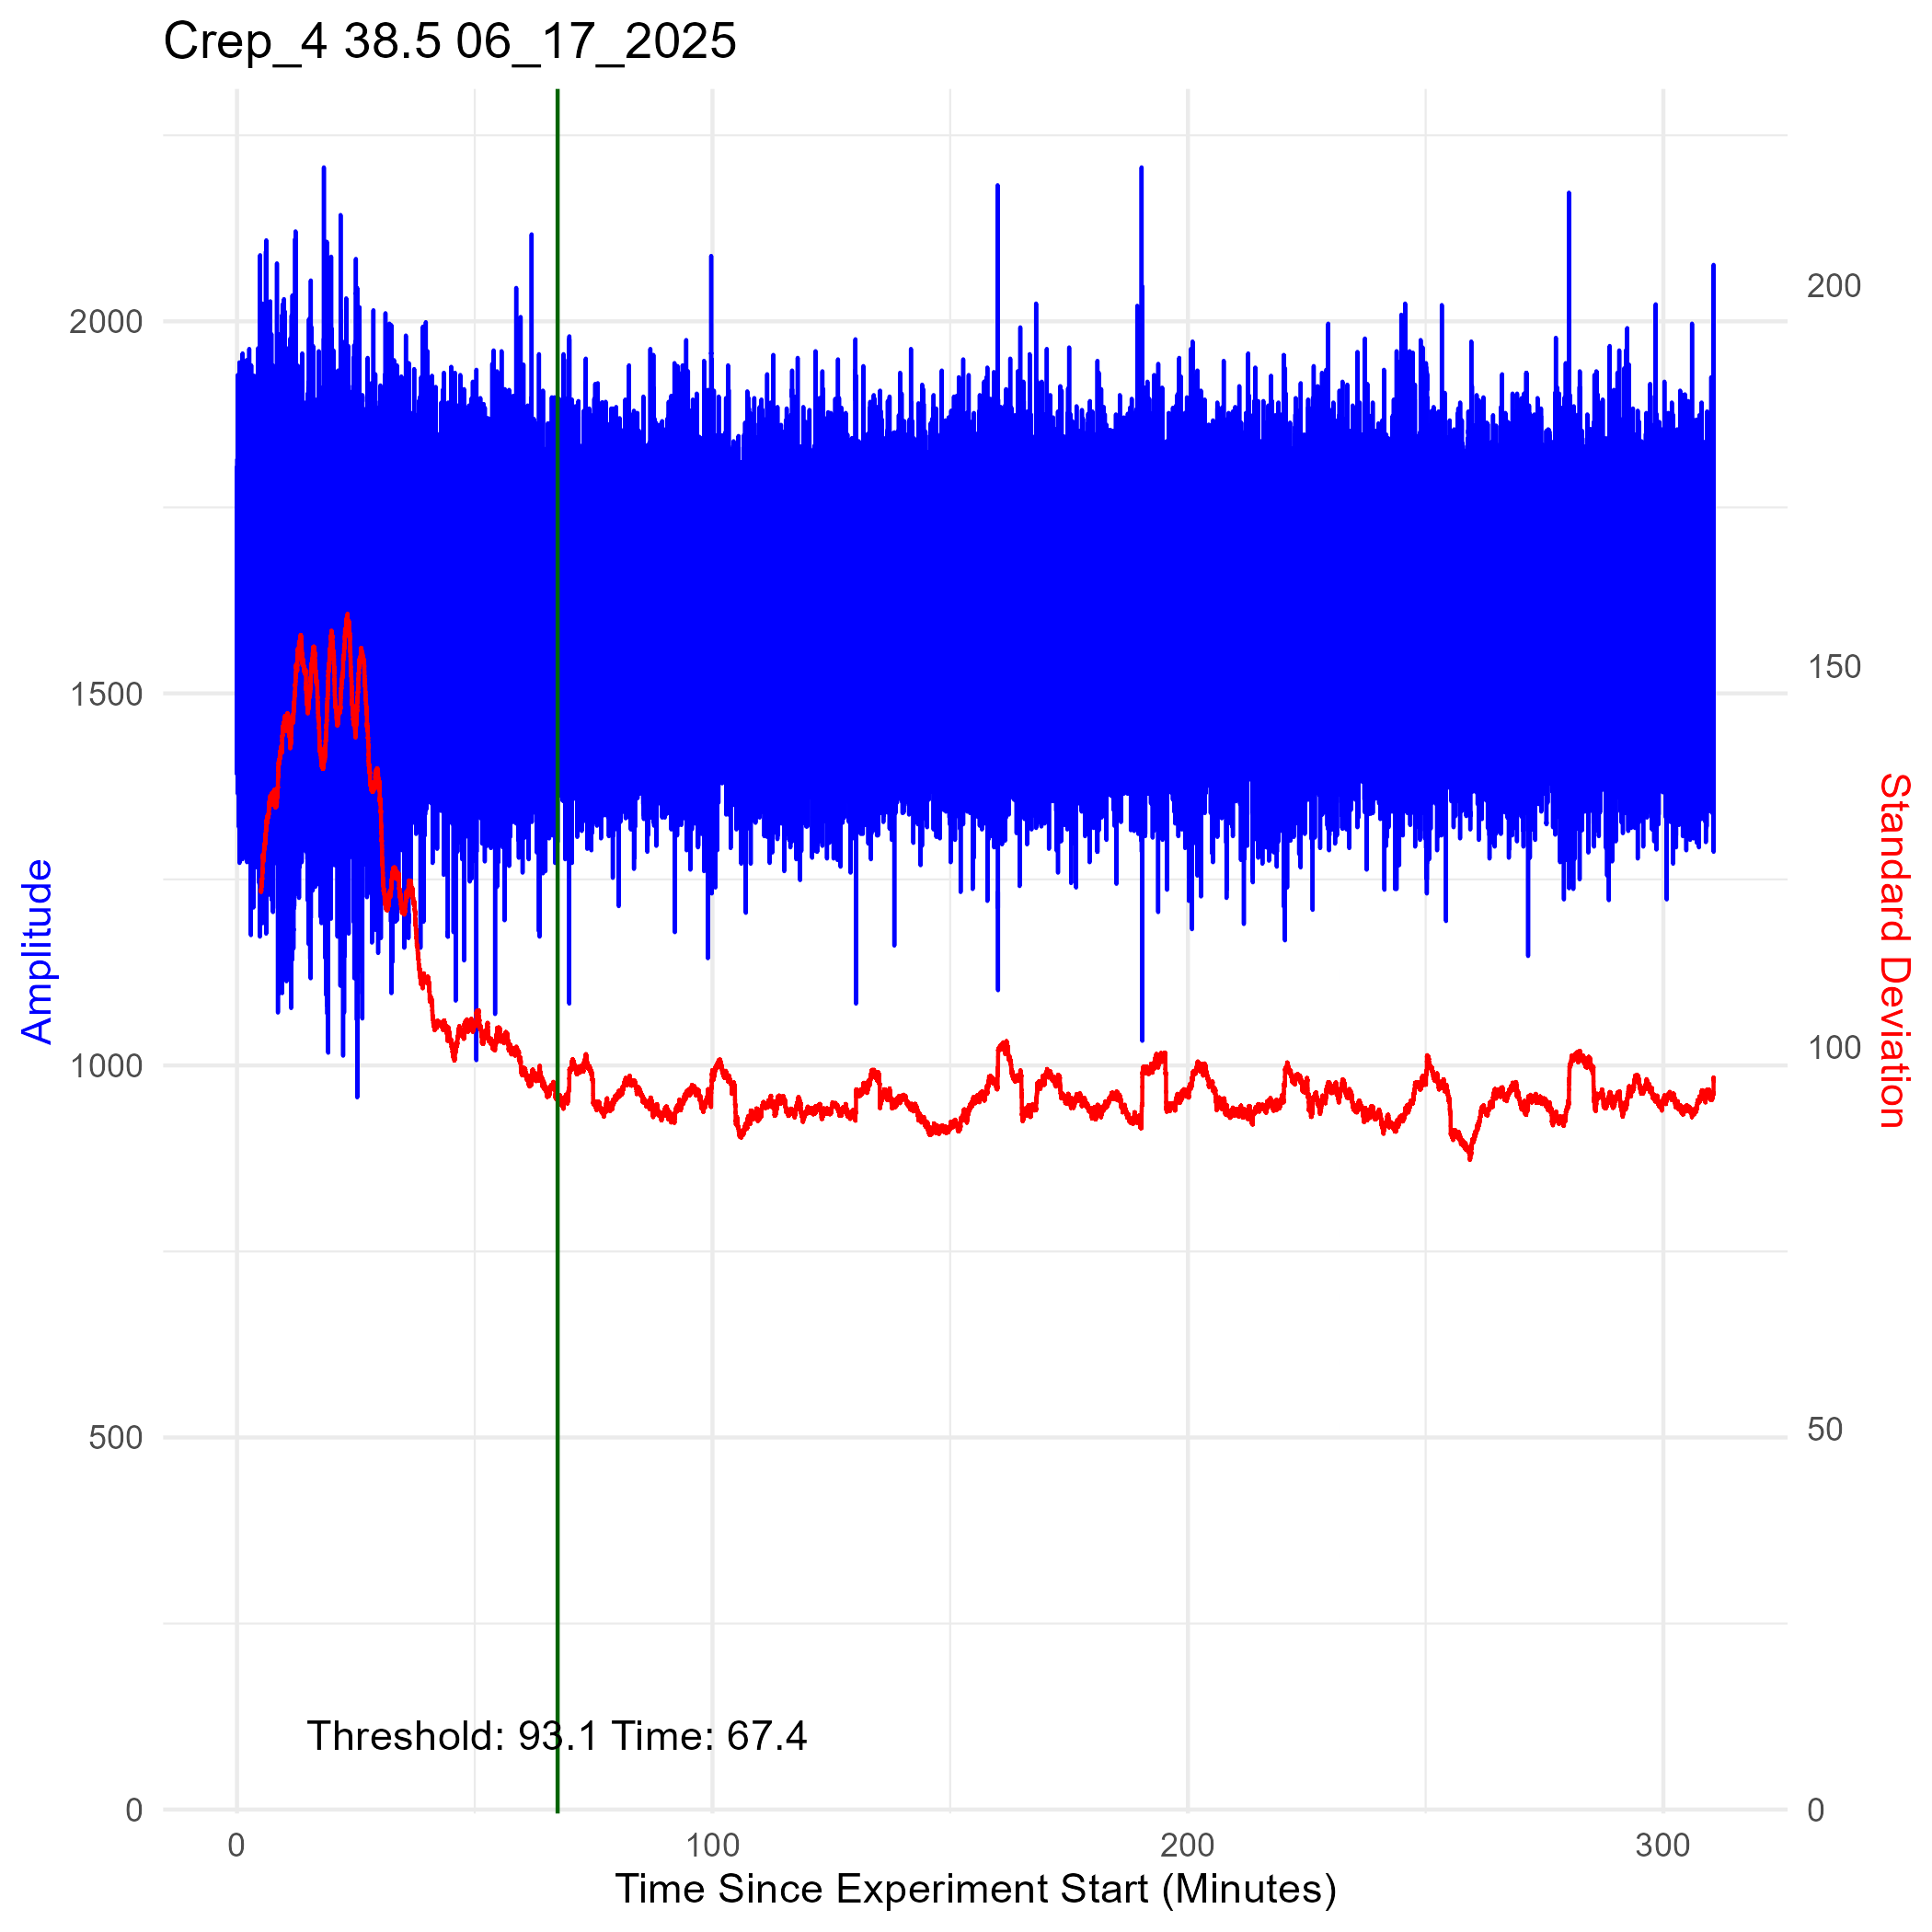 Crep_4 38.5 06_17_2025
Amplitude
2000
1500
1000
500
0
200
150
100
50
0
Standard Deviation
Threshold: 93.1 Time: 67.4
0 100 200 300
Time Since Experiment Start (Minutes)